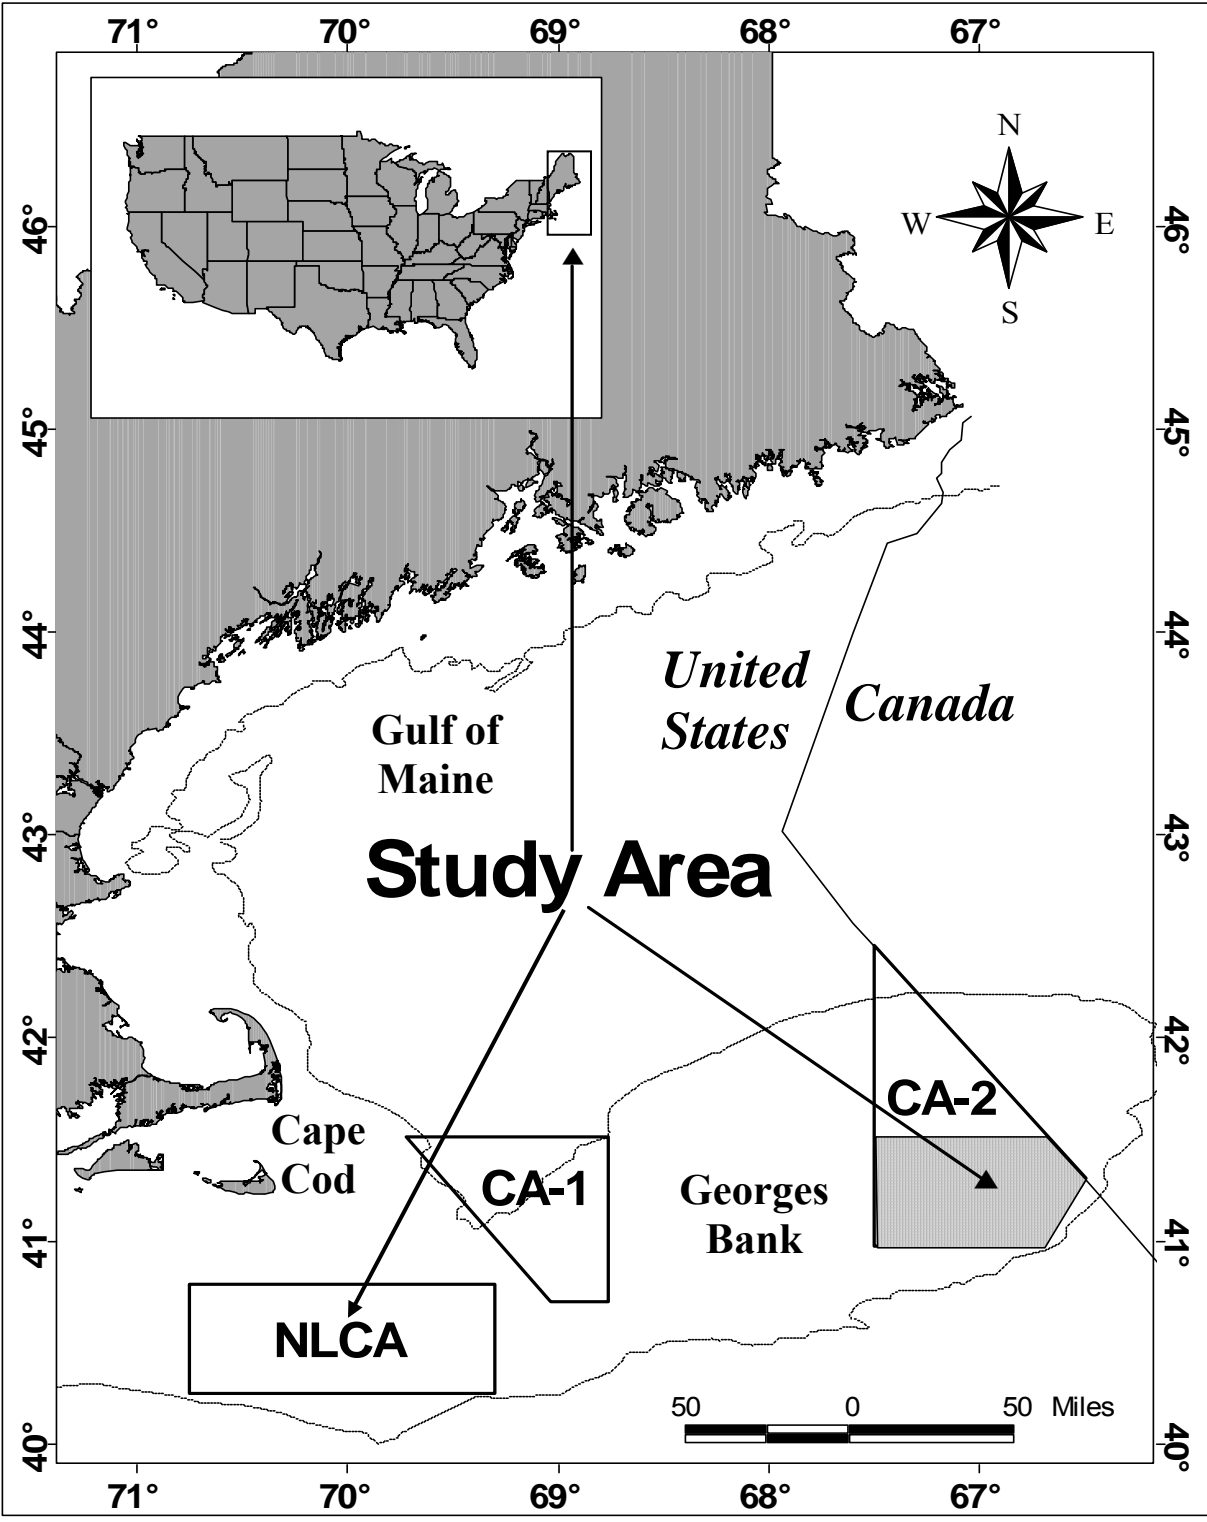 71° 70° 69° 68° 67°
N
W E
S
46° 46°
45° 45°
44° 44°
United
States
Canada
Gulf of
Maine
43° 43°
Study Area
42° 42°
CA-2
Cape
Cod
CA-1
Georges
Bank
41° 41°
NLCA
50 0 50 Miles
40° 40°
71° 70° 69° 68° 67°